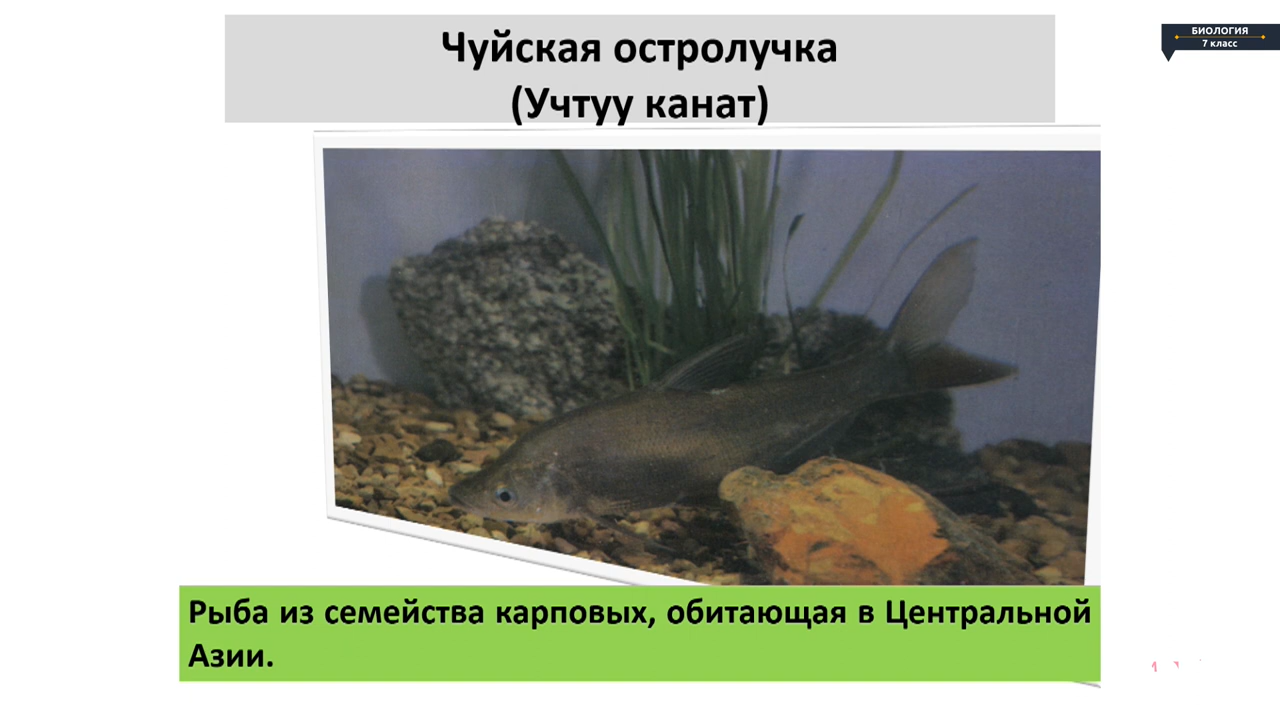 Чуйская остролучка
(Учтуу канат)
БИОЛОГИЯ
7 класс
Рыба из семейства карповых, обитающая в Центральной
Азии.